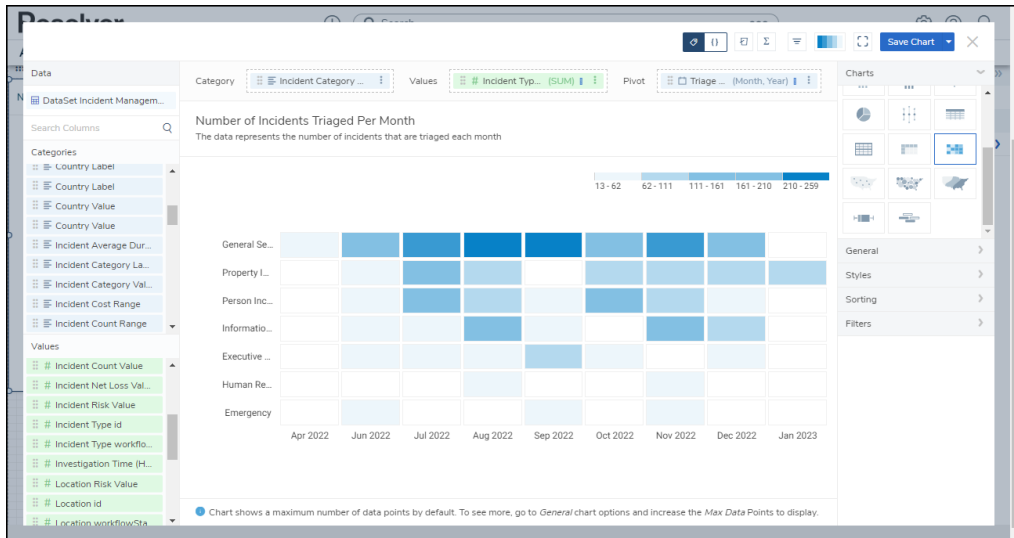 Save Chart
Data
DataSet Incident Managem...
Search Columns
Categories
Country Label
Country Label
Country Value
Country Value
Incident Average Dur...
Incident Category La...
Incident Category Val...
Incident Cost Range
Incident Count Range
Values
# Incident Count Value
# Incident Net Loss Val...
# Incident Risk Value
# Incident Type id
# Incident Type workflo...
# Investigation Time (H...
# Location Risk Value
# Location id
# Location workflowSta...
Category Incident Category ... Values # Incident Typ... (SUM) Pivot Triage ... (Month, Year)
Number of Incidents Triaged Per Month
The data represents the number of incidents that are triaged each month
13 - 62 62 - 111 111 - 161 161 - 210 210 - 259
General Se...
Property I...
Person Inc...
Informatio...
Executive ...
Human Re...
Emergency
Apr 2022 Jun 2022 Jul 2022 Aug 2022 Sep 2022 Oct 2022 Nov 2022 Dec 2022 Jan 2023
Chart shows a maximum number of data points by default. To see more, go to General chart options and increase the Max Data Points to display.
Charts
General
Styles
Sorting
Filters